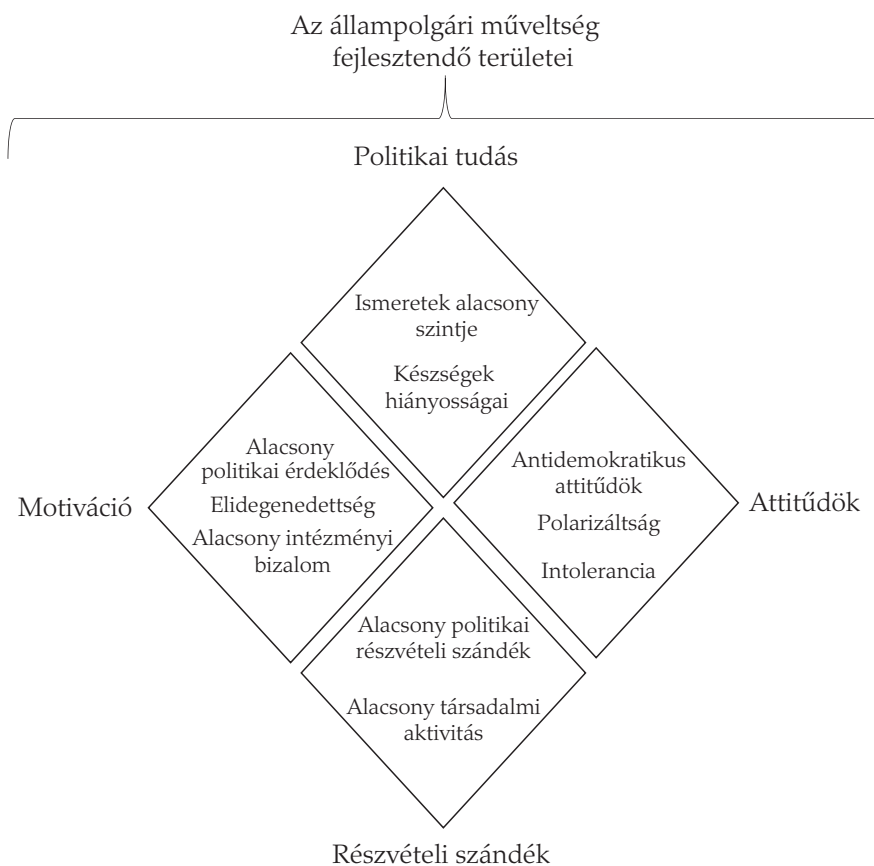 Az állampolgári műveltség
fejlesztendő területei
Politikai tudás
Ismeretek alacsony
szintje
Készségek
hiányosságai
Motiváció
Alacsony
politikai érdeklődés
Elidegenedettség
Alacsony intézményi
bizalom
Antidemokratikus
attitűdök
Polarizáltság
Intolerancia
Attitűdök
Alacsony politikai
részvételi szándék
Alacsony társadalmi
aktivitás
Részvételi szándék